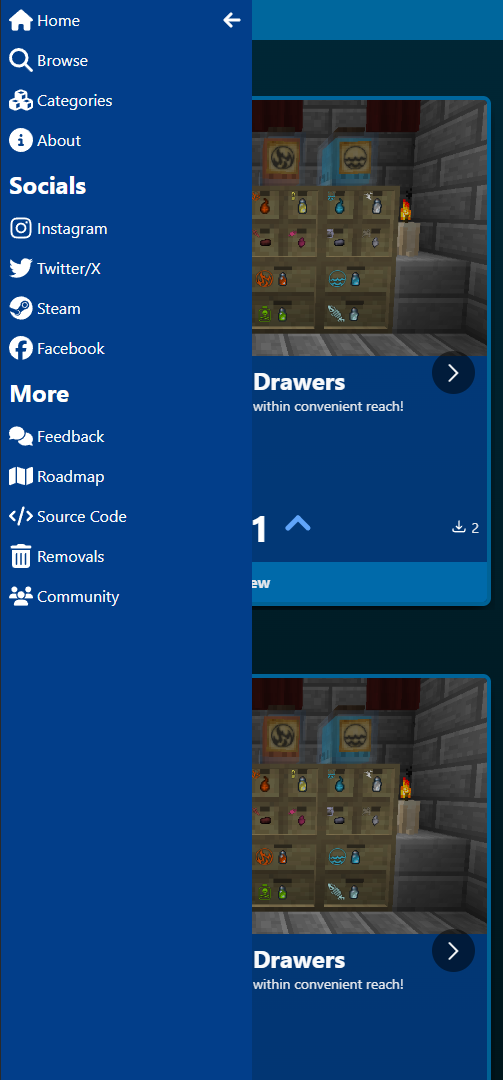 Home
Browse
Categories
About
Socials
Instagram
Twitter/X
Steam
Facebook
More
Feedback
Roadmap
Source Code
Removals
Community
Drawers
within convenient reach!
1
2
ew
Drawers
within convenient reach!